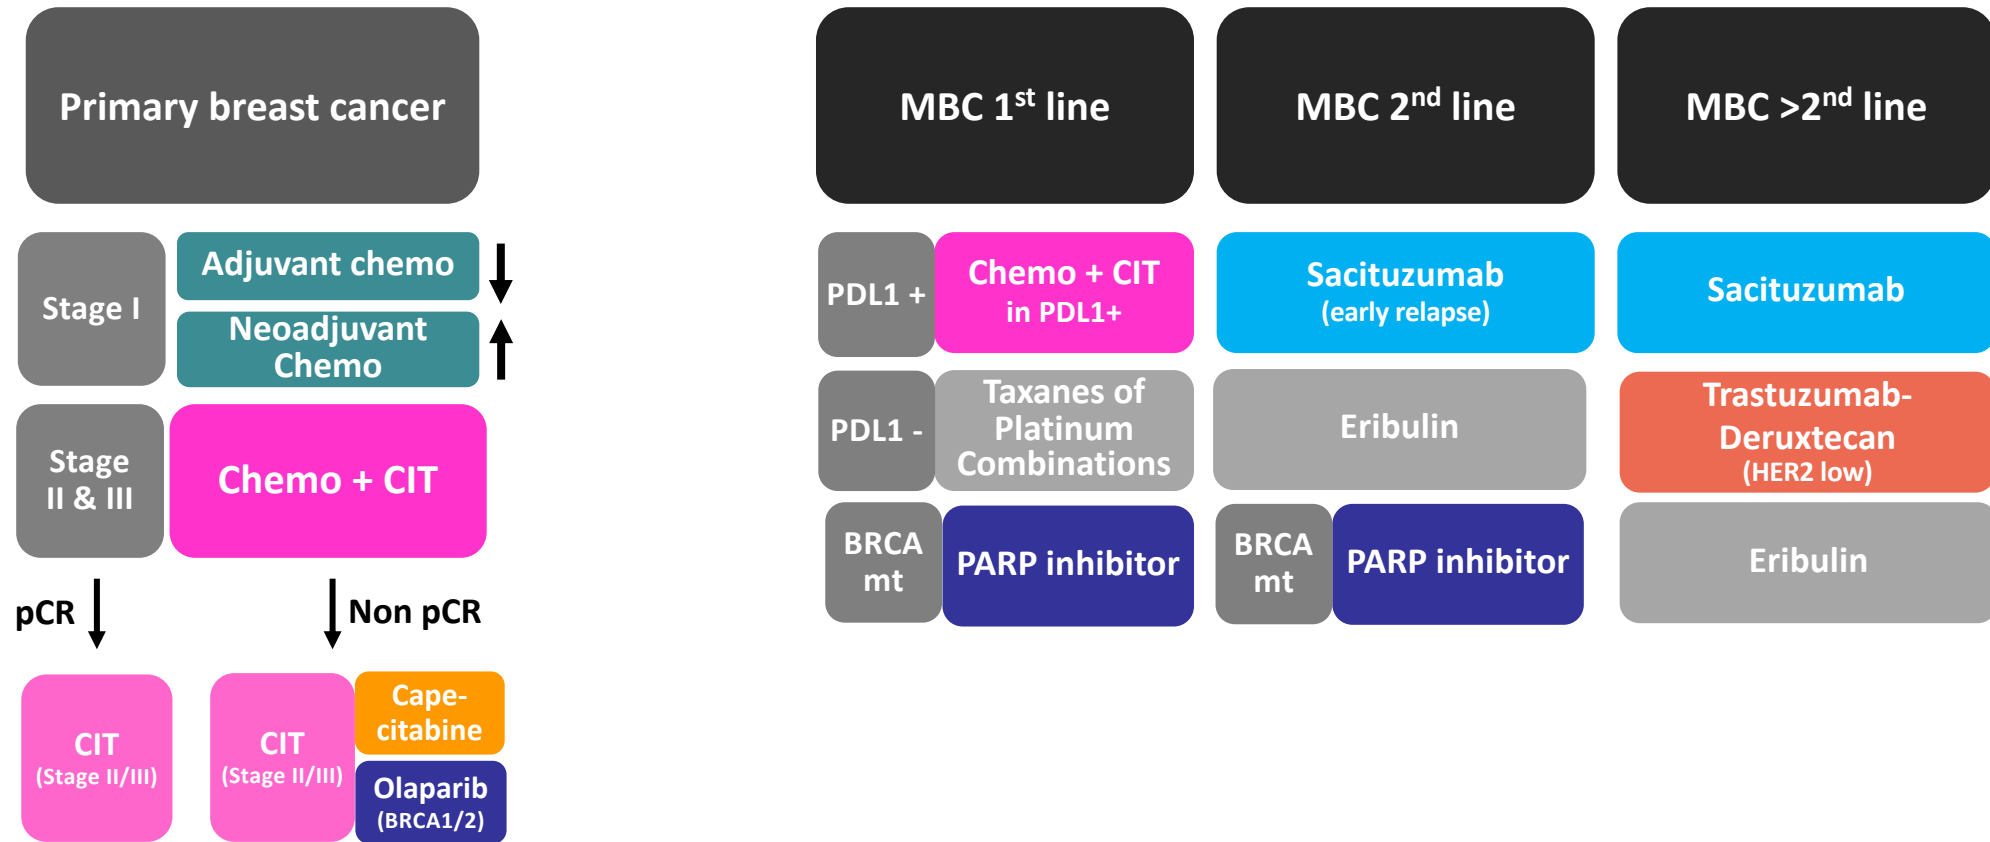 Primary breast cancer
Stage I
Adjuvant chemo
Neoadjuvant
Chemo
Stage
II & III
Chemo + CIT
pCR
Non pCR
CIT
(Stage II/III)
CIT
(Stage II/III)
Cape-
citabine
Olaparib
(BRCA1/2)
MBC 1st line
MBC 2nd line
MBC >2nd line
PDL1 +
Chemo + CIT
in PDL1+
Sacituzumab
(early relapse)
Sacituzumab
PDL1 -
Taxanes of
Platinum
Combinations
Eribulin
Trastuzumab-
Deruxtecan
(HER2 low)
BRCA
mt
PARP inhibitor
BRCA
mt
PARP inhibitor
Eribulin